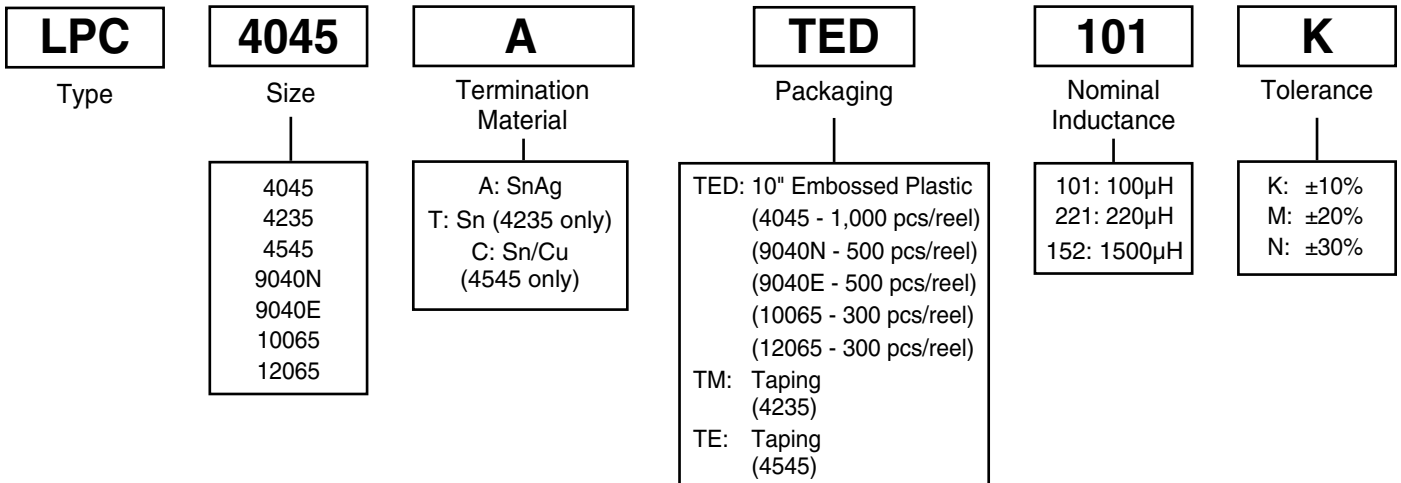 LPC 4045 A TED 101 K
Type
Size
Termination
Material
Packaging
Nominal
Inductance
Tolerance
4045
4235
4545
9040N
9040E
10065
12065
A: SnAg
T: Sn (4235 only)
C: Sn/Cu
(4545 only)
TED: 10" Embossed Plastic
(4045 - 1,000 pcs/reel)
(9040N - 500 pcs/reel)
(9040E - 500 pcs/reel)
(10065 - 300 pcs/reel)
(12065 - 300 pcs/reel)
TM: Taping
(4235)
TE: Taping
(4545)
101: 100µH
221: 220µH
152: 1500µH
K: ±10%
M: ±20%
N: ±30%